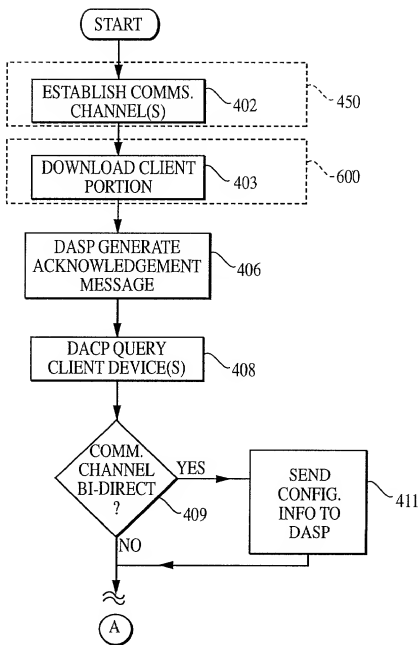 START
ESTABLISH COMMS.
CHANNEL(S)
402
450
DOWNLOAD CLIENT
PORTION
403
600
DASP GENERATE
ACKNOWLEDGEMENT
MESSAGE
406
DACP QUERY
CLIENT DEVICE(S)
408
COMM.
CHANNEL
BI-DIRECT
?
YES
409
NO
SEND
CONFIG.
INFO TO
DASP
411
A